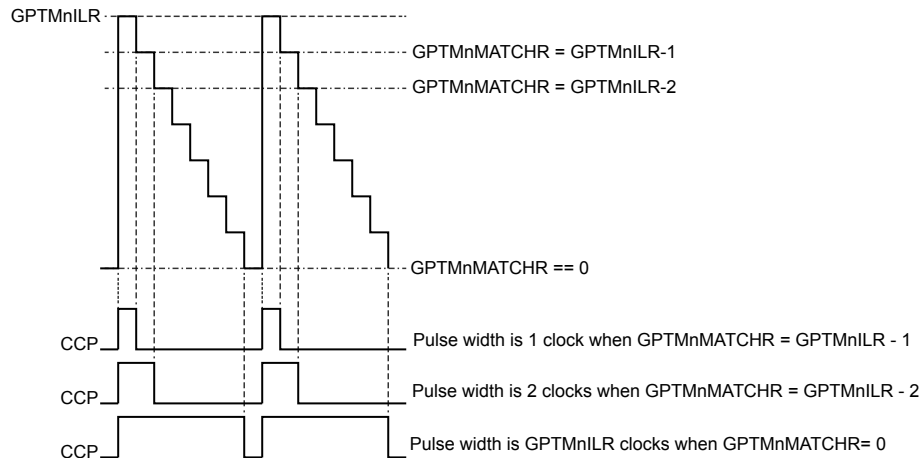 GPTMnILR
GPTMnMATCHR = GPTMnILR-1
GPTMnMATCHR = GPTMnILR-2
GPTMnMATCHR == 0
CCP
Pulse width is 1 clock when GPTMnMATCHR = GPTMnILR - 1
CCP
Pulse width is 2 clocks when GPTMnMATCHR = GPTMnILR - 2
CCP
Pulse width is GPTMnILR clocks when GPTMnMATCHR= 0